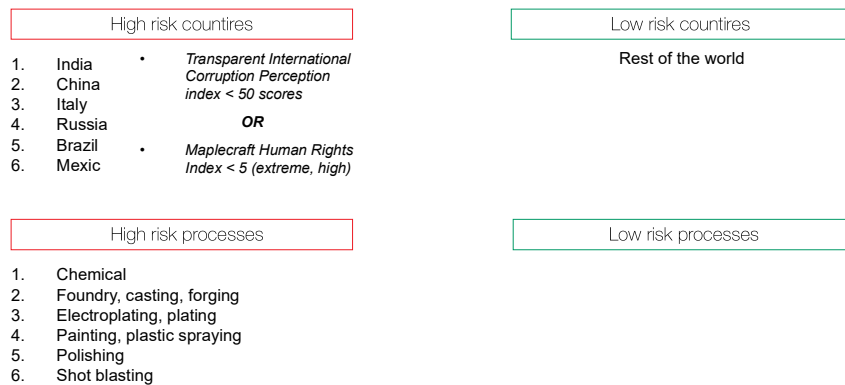 High risk countires
1. India
2. China
3. Italy
4. Russia
5. Brazil
6. Mexic
• Transparent International
Corruption Perception
index < 50 scores
OR
• Maplecraft Human Rights
Index < 5 (extreme, high)
Low risk countires
Rest of the world
High risk processes
1. Chemical
2. Foundry, casting, forging
3. Electroplating, plating
4. Painting, plastic spraying
5. Polishing
6. Shot blasting
Low risk processes